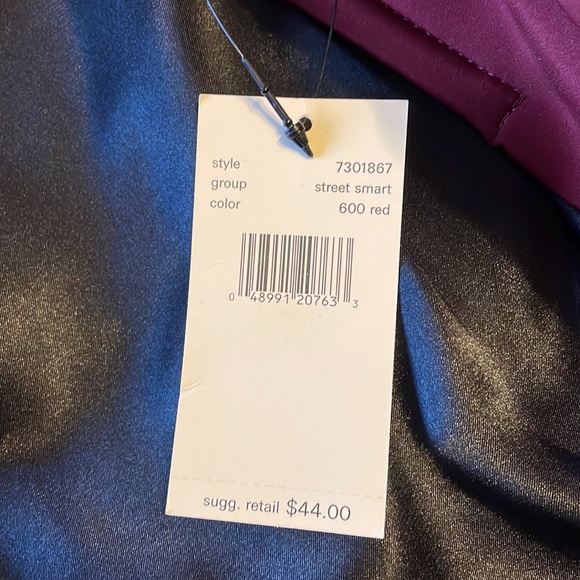 style 7301867
group street smart
color 600 red
0 48991 20763 3
sugg. retail $44.00